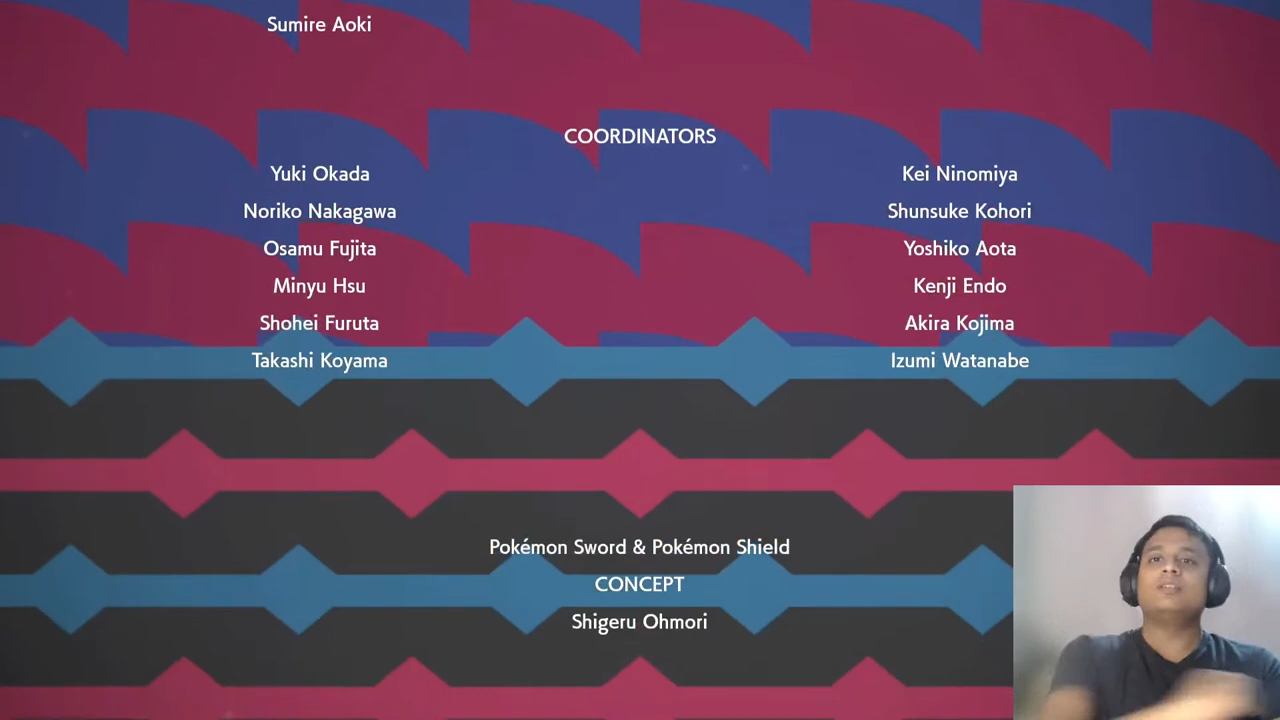 Sumire Aoki
COORDINATORS
Yuki Okada Kei Ninomiya
Noriko Nakagawa Shunsuke Kohori
Osamu Fujita Yoshiko Aota
Minyu Hsu Kenji Endo
Shohei Furuta Akira Kojima
Takashi Koyama Izumi Watanabe
Pokémon Sword & Pokémon Shield
CONCEPT
Shigeru Ohmori